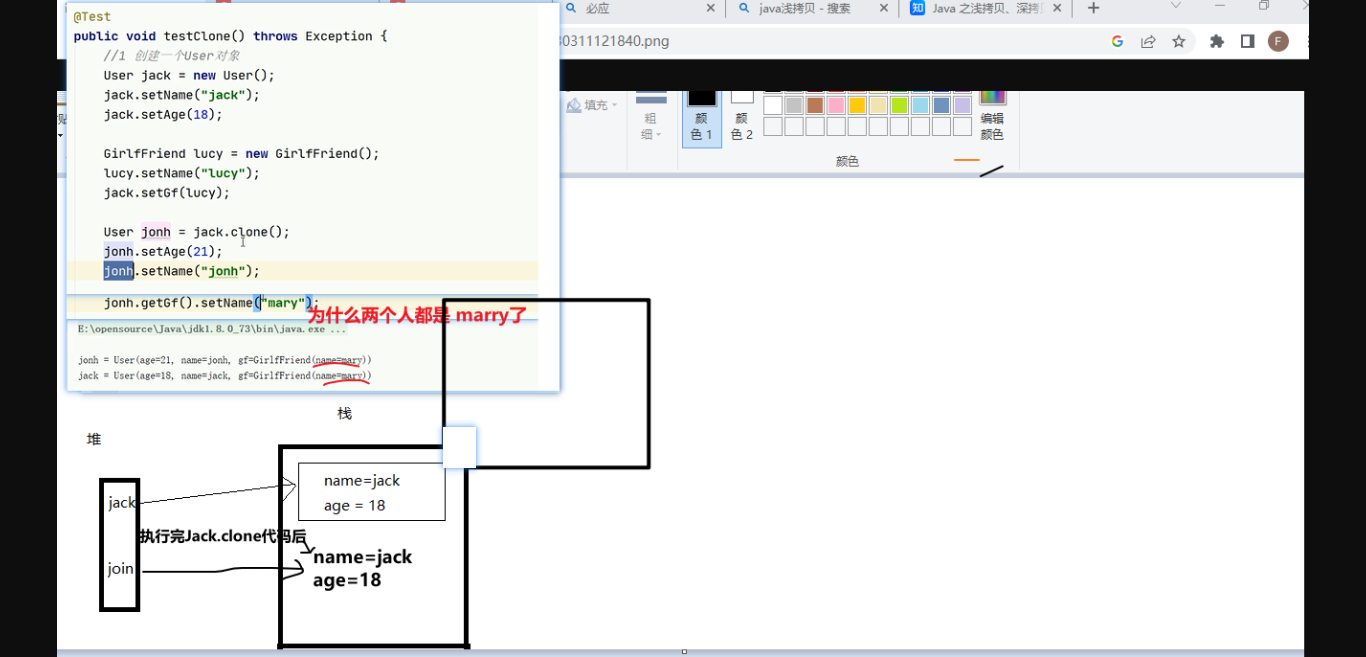 @Test
public void testClone() throws Exception {
//1 创建一个User对象
User jack = new User();
jack.setName("jack");
jack.setAge(18);
GirlfFriend lucy = new GirlfFriend();
lucy.setName("lucy");
jack.setGf(lucy);
User jonh = jack.clone();
jonh.setAge(21);
jonh.setName("jonh");
jonh.getGf().setName("mary");
为什么两个人都是 marry了
E:\opensource\Java\jdk1.8.0_73\bin\java.exe ...
jonh = User(age=21, name=jonh, gf=GirlfFriend(name=mary))
jack = User(age=18, name=jack, gf=GirlfFriend(name=mary))
必应
java浅拷贝 - 搜索
知 Java 之浅拷贝、深拷
80311121840.png
G
F
填充
粗
细
颜
色 1
颜
色 2
编辑
颜色
颜色
栈
堆
jack
name=jack
age = 18
执行完Jack.clone代码后
join
name=jack
age=18